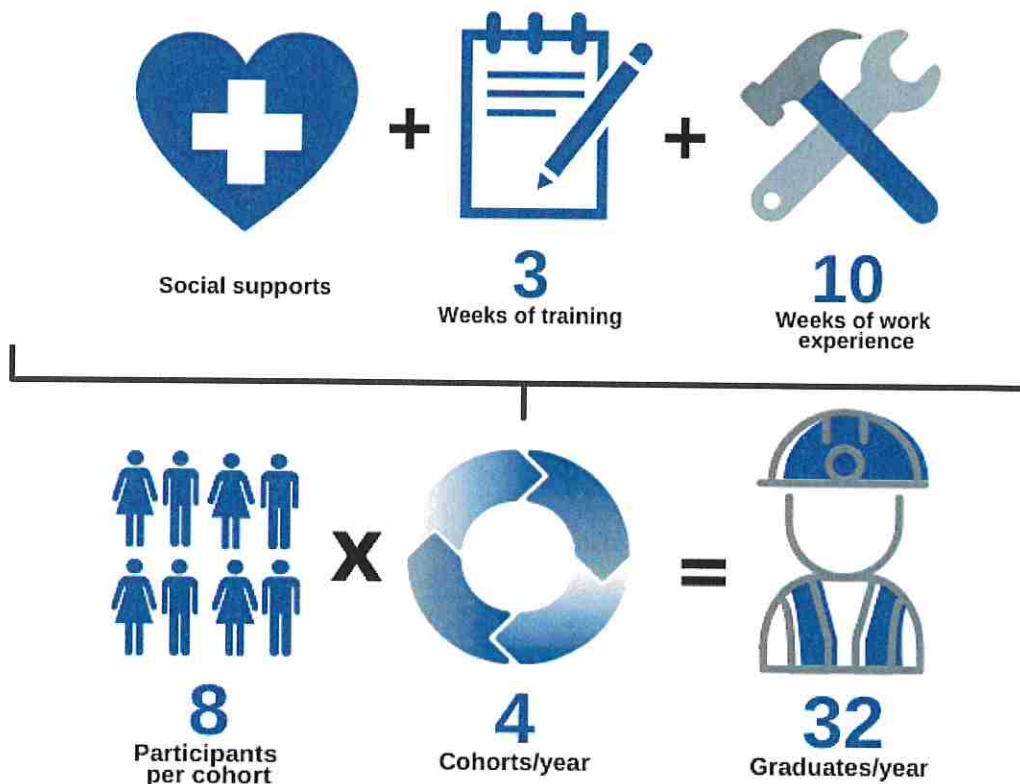 +
+
Social supports
3
Weeks of training
10
Weeks of work
experience
X
=
8
Participants
per cohort
4
Cohorts/year
32
Graduates/year